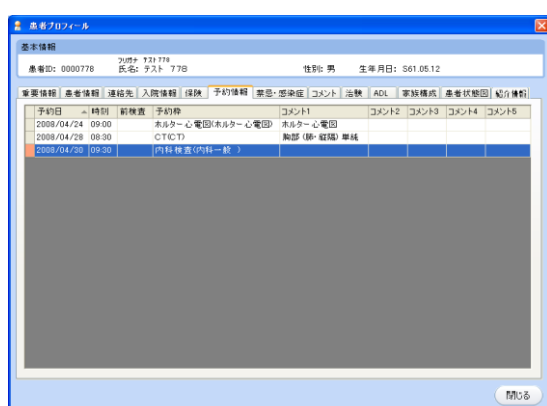 患者プロフィール
基本情報
フリガナ テスト778
患者ID: 0000778 氏名: テスト 778 性別: 男 生年月日: S61.05.12
重要情報 患者情報 連絡先 入院情報 保険 予約情報 禁忌・感染症 コメント 治験 ADL 家族構成 患者状態図 紹介情報
予約日 時刻 前検査 予約枠 コメント1 コメント2 コメント3 コメント4 コメント5
2008/04/24 09:00 ホルター心電図(ホルター心電図) ホルター心電図
2008/04/28 08:30 CT(CT) 胸部(肺・縦隔) 単純
2008/04/30 09:30 内科検査(内科一般 )
閉じる